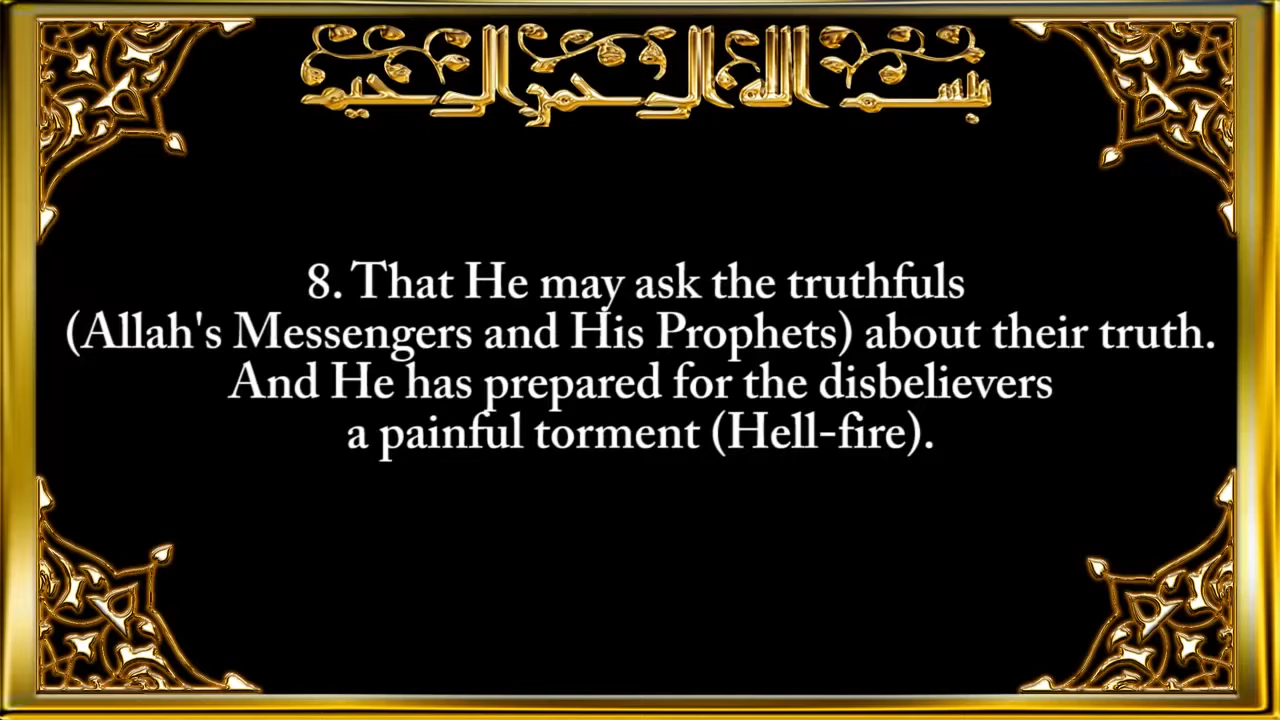 بسم الله الرحمن الرحيم
8. That He may ask the truthfuls
(Allah's Messengers and His Prophets) about their truth.
And He has prepared for the disbelievers
a painful torment (Hell-fire).